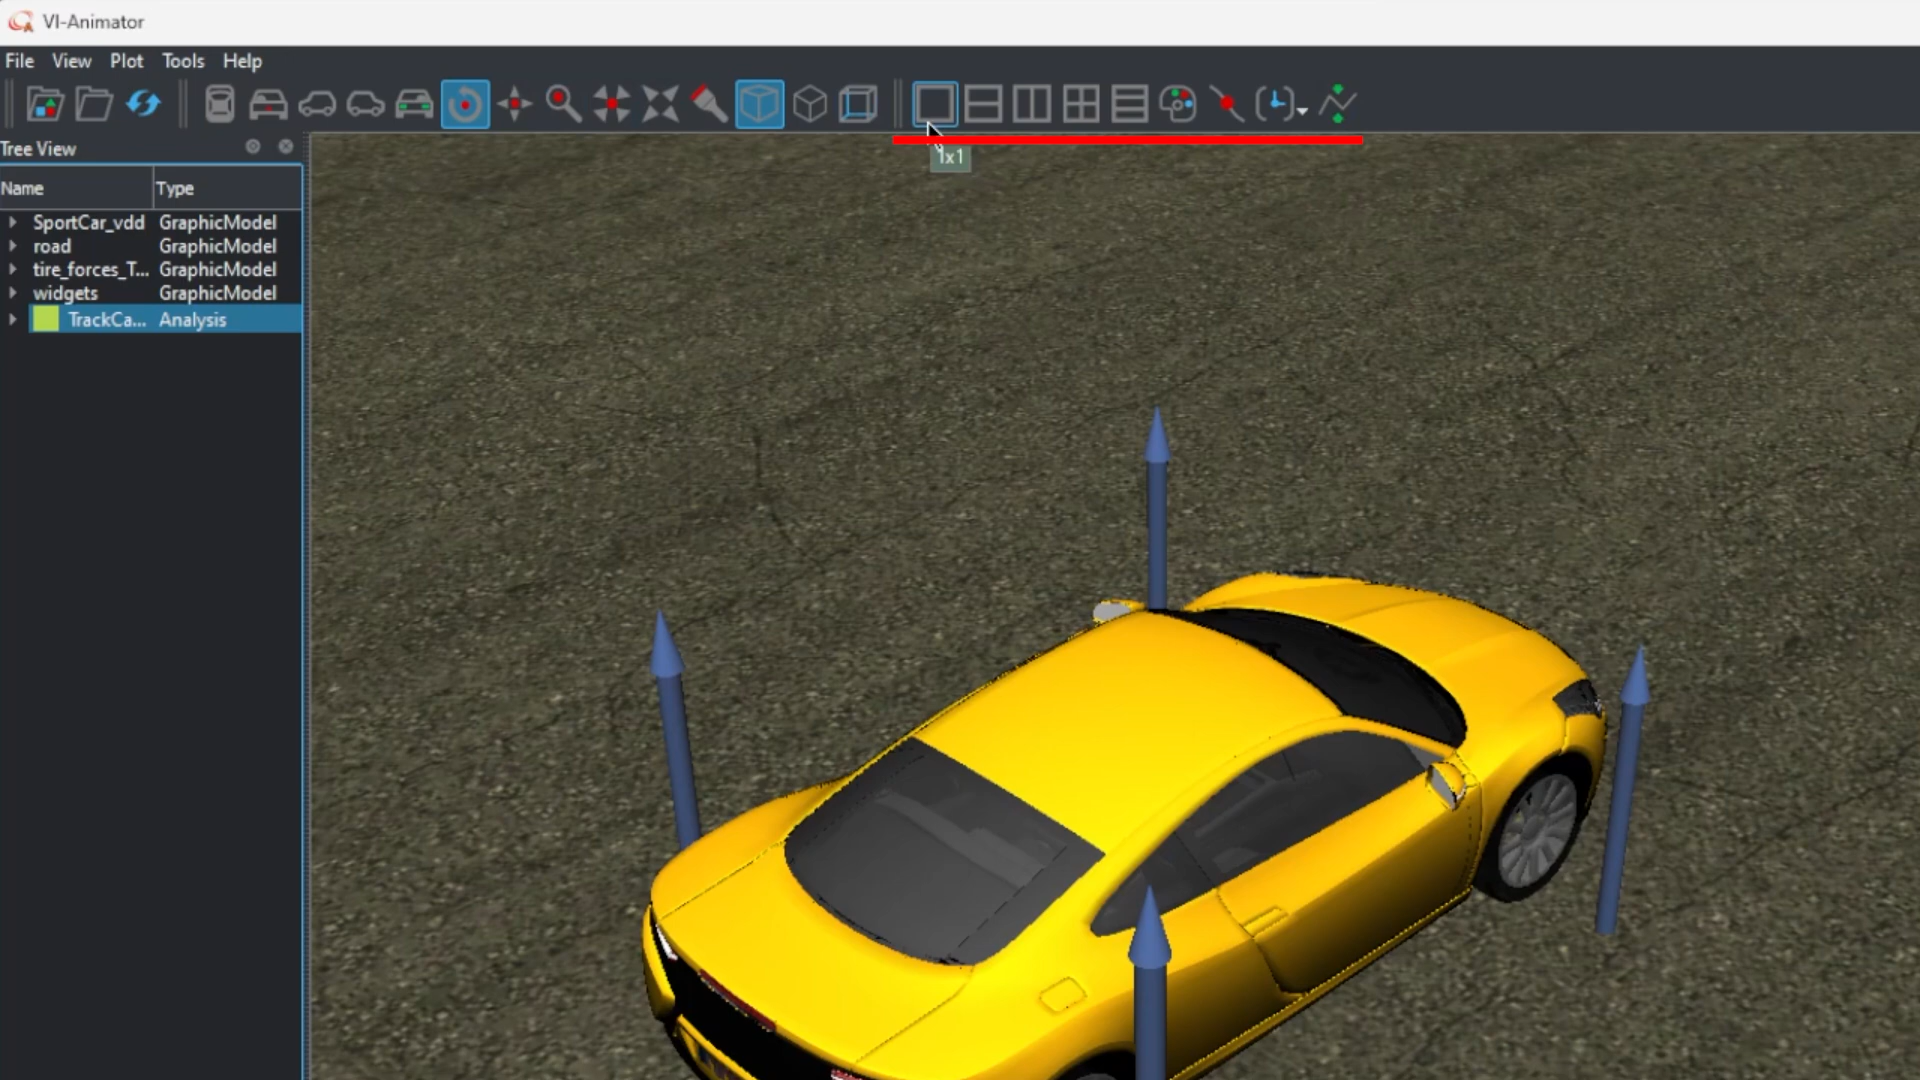 VI-Animator
File View Plot Tools Help
Tree View
1x1
Name Type
SportCar_vdd GraphicModel
road GraphicModel
tire_forces_T... GraphicModel
widgets GraphicModel
TrackCa... Analysis